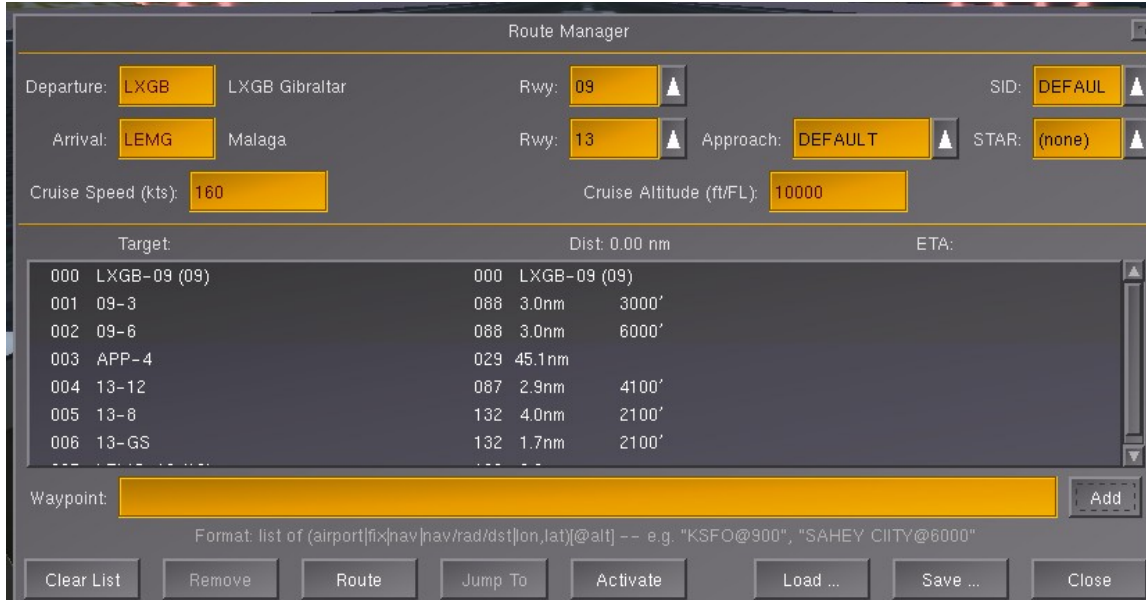 Route Manager
Departure: LXGB LXGB Gibraltar Rwy: 09 SID: DEFAUL
Arrival: LEMG Malaga Rwy: 13 Approach: DEFAULT STAR: (none)
Cruise Speed (kts): 160 Cruise Altitude (ft/FL): 10000
Target: Dist: 0.00 nm ETA:
000 LXGB-09 (09) 000 LXGB-09 (09)
001 09-3 088 3.0nm 3000'
002 09-6 088 3.0nm 6000'
003 APP-4 029 45.1nm
004 13-12 087 2.9nm 4100'
005 13-8 132 4.0nm 2100'
006 13-GS 132 1.7nm 2100'
Waypoint: Add
Format: list of (airport|fix|nav|nav/rad/dst|lon,lat)[@alt] -- e.g. "KSFO@900", "SAHEY CIITY@6000"
Clear List Remove Route Jump To Activate Load ... Save ... Close